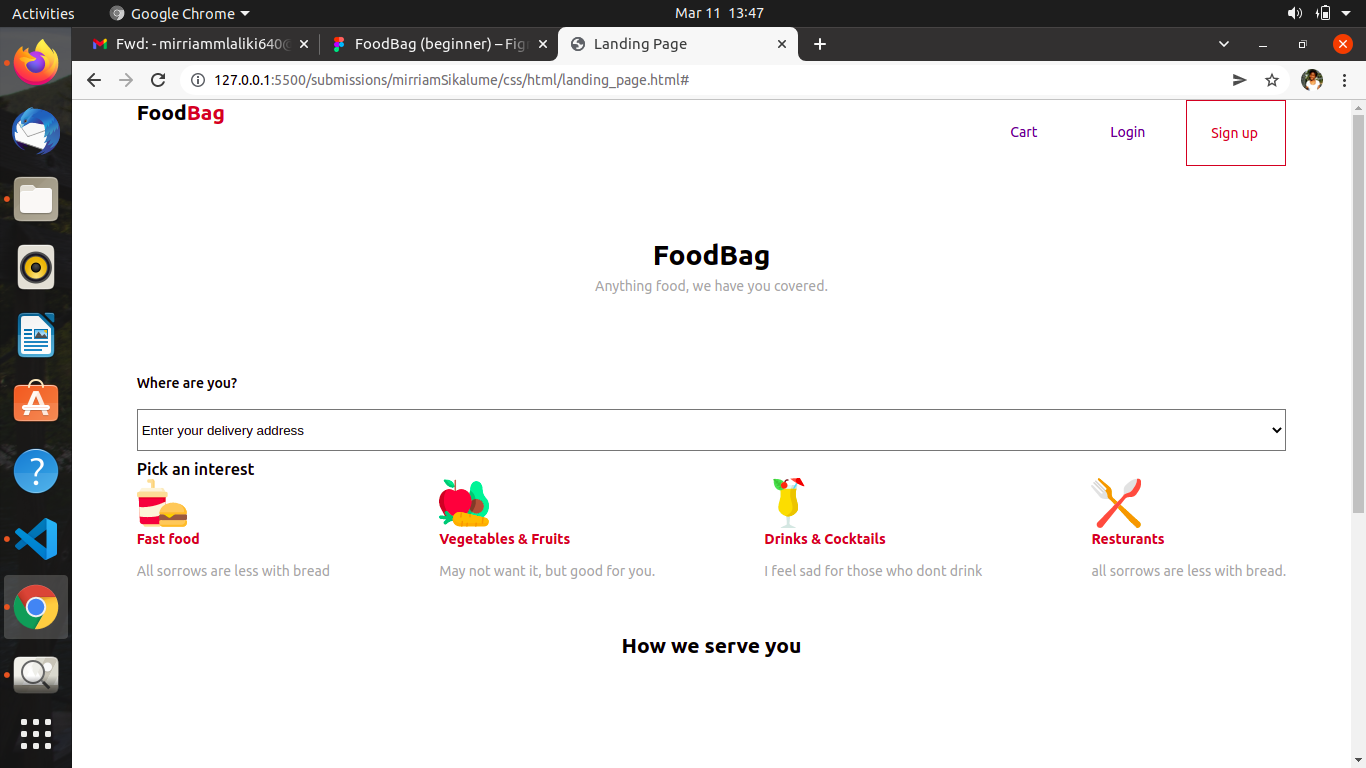 Activities Google Chrome Mar 11 13:47
Fwd: - mirriammlaliki640@ FoodBag (beginner) – Fig Landing Page
127.0.0.1:5500/submissions/mirriamSikalume/css/html/landing_page.html#
FoodBag
Cart Login Sign up
FoodBag
Anything food, we have you covered.
Where are you?
Enter your delivery address
Pick an interest
Fast food Vegetables & Fruits Drinks & Cocktails Resturants
All sorrows are less with bread May not want it, but good for you. I feel sad for those who dont drink all sorrows are less with bread.
How we serve you